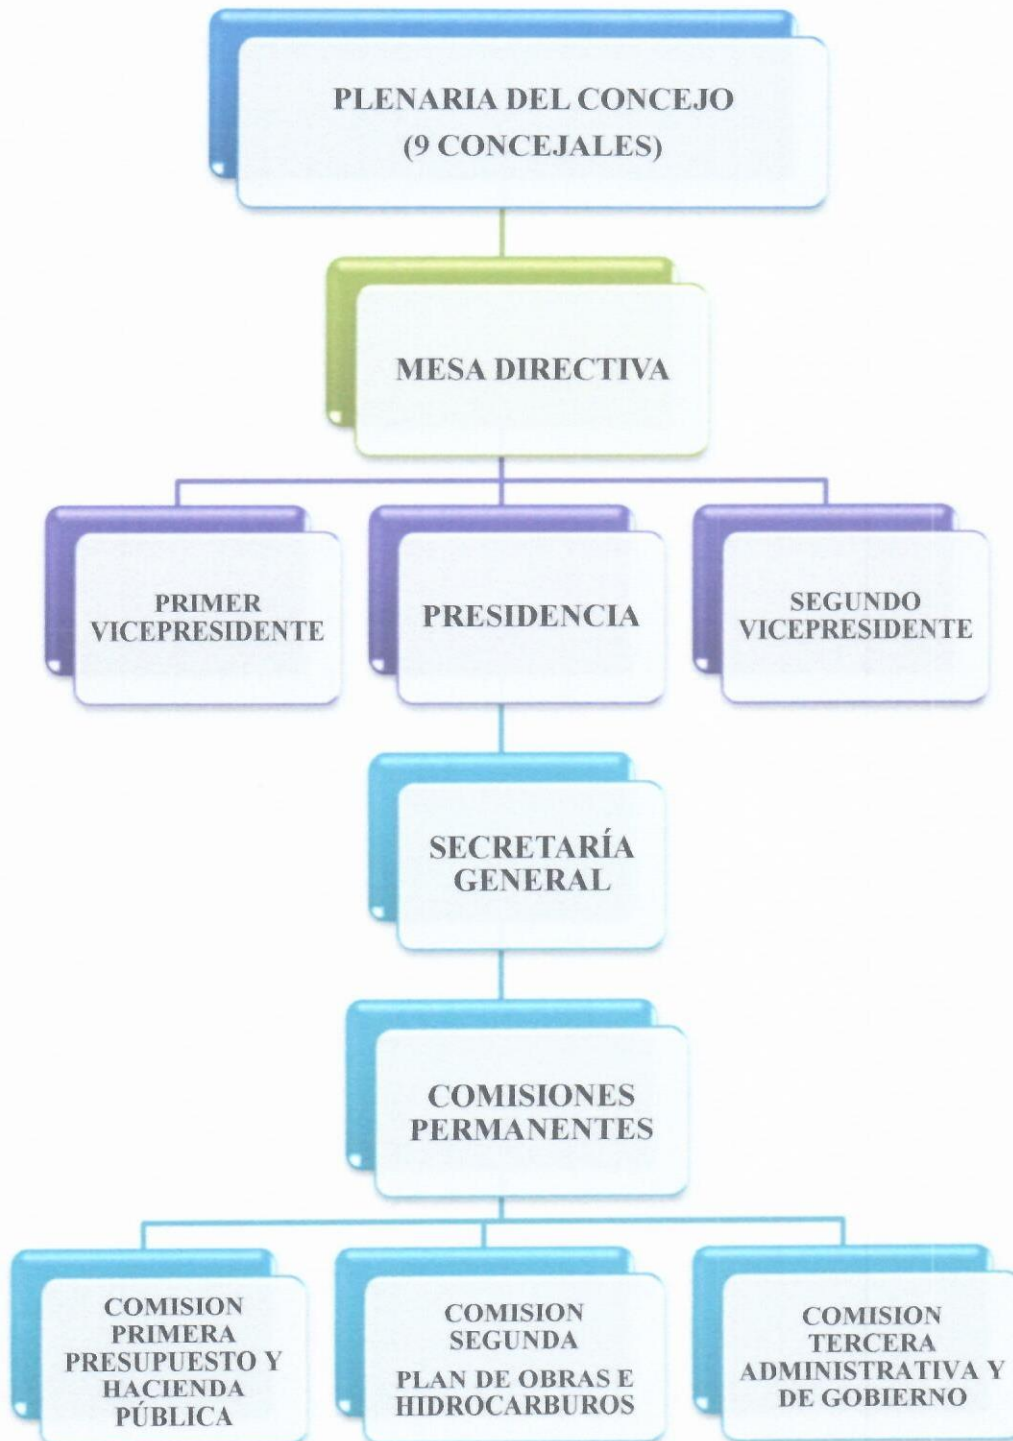 PLENARIA DEL CONCEJO
(9 CONCEJALES)
MESA DIRECTIVA
PRIMER
VICEPRESIDENTE
PRESIDENCIA
SEGUNDO
VICEPRESIDENTE
SECRETARÍA
GENERAL
COMISIONES
PERMANENTES
COMISION
PRIMERA
PRESUPUESTO Y
HACIENDA
PÚBLICA
COMISION
SEGUNDA
PLAN DE OBRAS E
HIDROCARBUROS
COMISION
TERCERA
ADMINISTRATIVA Y
DE GOBIERNO